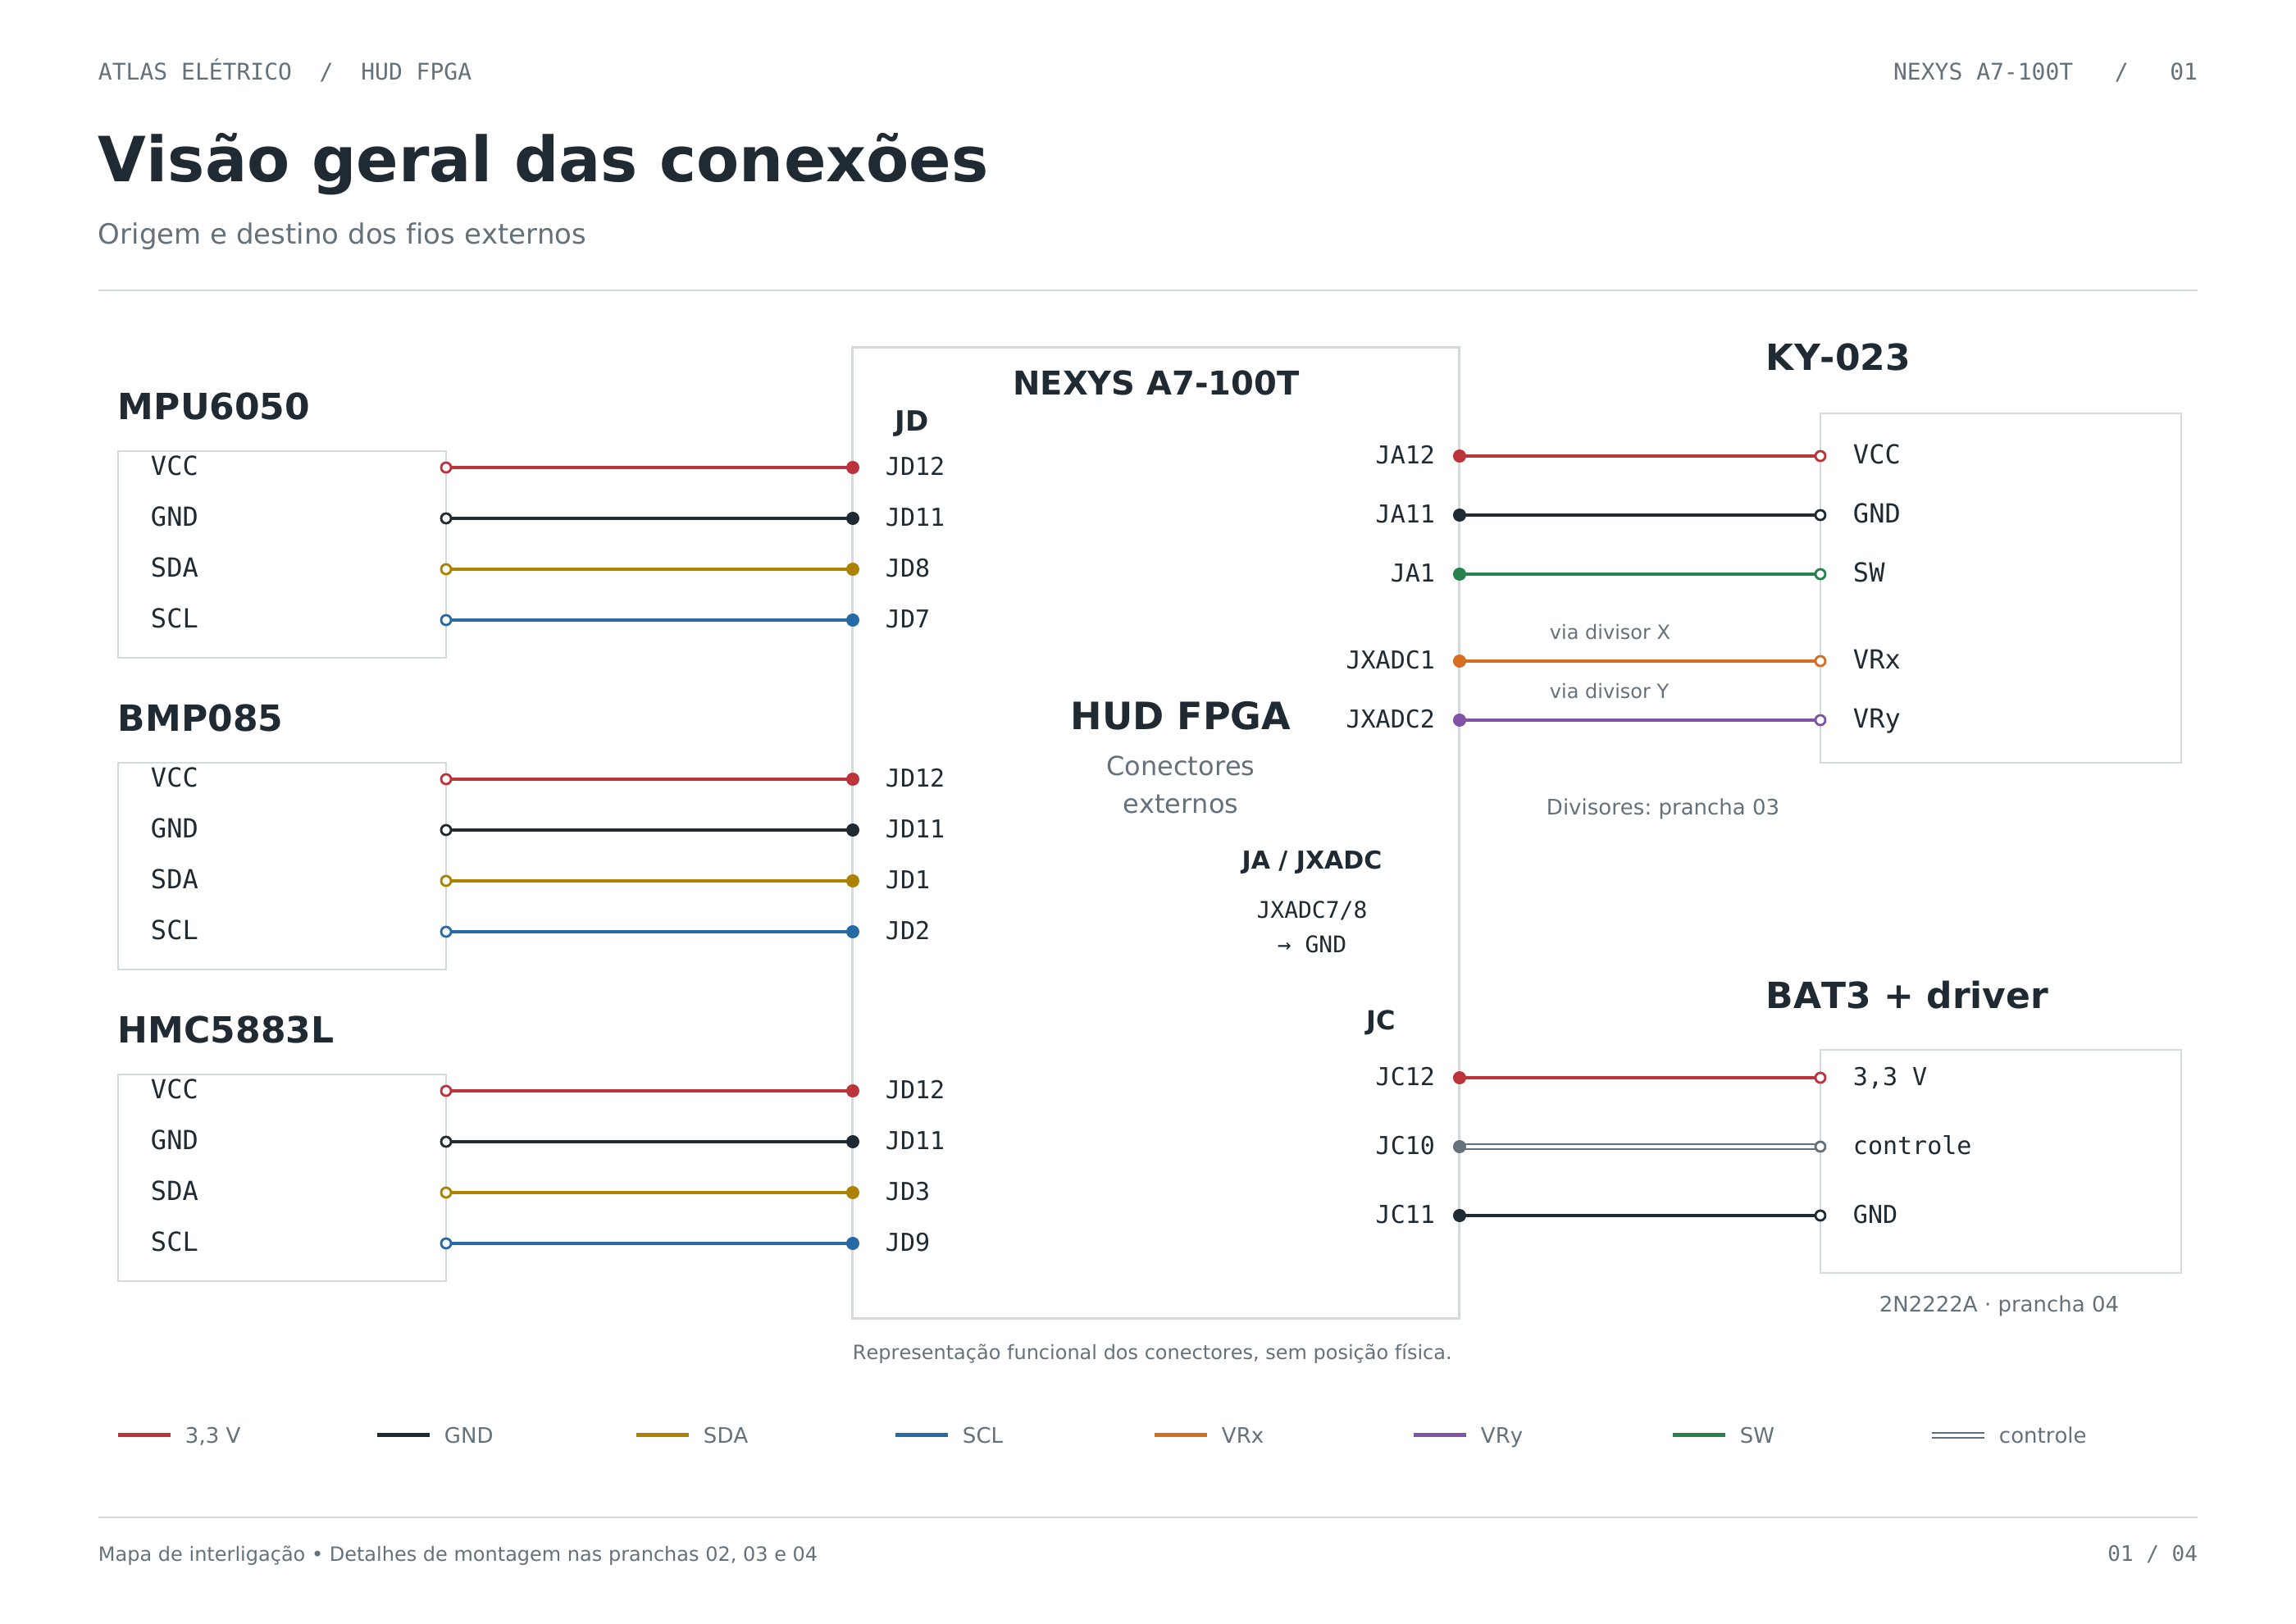 ATLAS ELÉTRICO / HUD FPGA
NEXYS A7-100T / 01
Visão geral das conexões
Origem e destino dos fios externos
MPU6050
VCC
GND
SDA
SCL
BMP085
VCC
GND
SDA
SCL
HMC5883L
VCC
GND
SDA
SCL
NEXYS A7-100T
JD
JD12
JD11
JD8
JD7
JD12
JD11
JD1
JD2
JD12
JD11
JD3
JD9
HUD FPGA
Conectores
externos
JA12
JA11
JA1
JXADC1
JXADC2
JA / JXADC
JXADC7/8
→ GND
JC
JC12
JC10
JC11
via divisor X
via divisor Y
Divisores: prancha 03
KY-023
VCC
GND
SW
VRx
VRy
BAT3 + driver
3,3 V
controle
GND
2N2222A · prancha 04
Representação funcional dos conectores, sem posição física.
3,3 V
GND
SDA
SCL
VRx
VRy
SW
controle
Mapa de interligação • Detalhes de montagem nas pranchas 02, 03 e 04
01 / 04